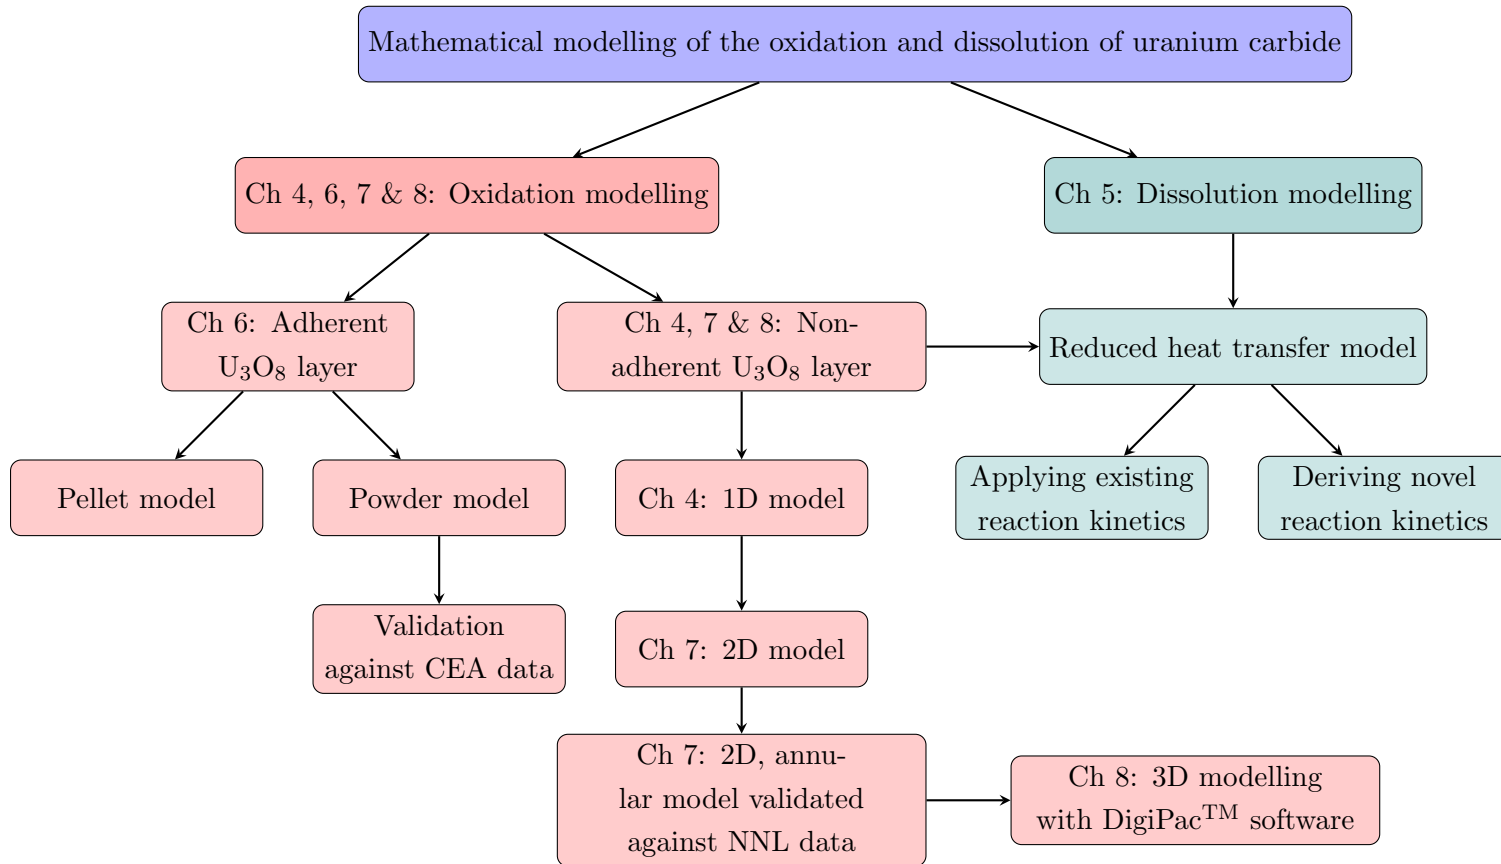 Mathematical modelling of the oxidation and dissolution of uranium carbide
Ch 4, 6, 7 & 8: Oxidation modelling
Ch 5: Dissolution modelling
Ch 6: Adherent
U₃O₈ layer
Ch 4, 7 & 8: Non-
adherent U₃O₈ layer
Reduced heat transfer model
Pellet model
Powder model
Ch 4: 1D model
Applying existing
reaction kinetics
Deriving novel
reaction kinetics
Validation
against CEA data
Ch 7: 2D model
Ch 7: 2D, annu-
lar model validated
against NNL data
Ch 8: 3D modelling
with DigiPac™ software